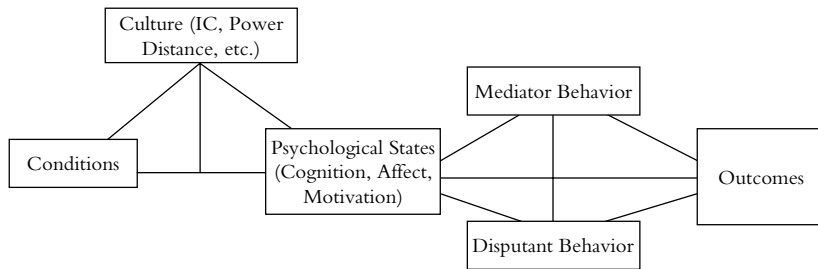 Culture (IC, Power
Distance, etc.)
Mediator Behavior
Conditions
Psychological States
(Cognition, Affect,
Motivation)
Outcomes
Disputant Behavior